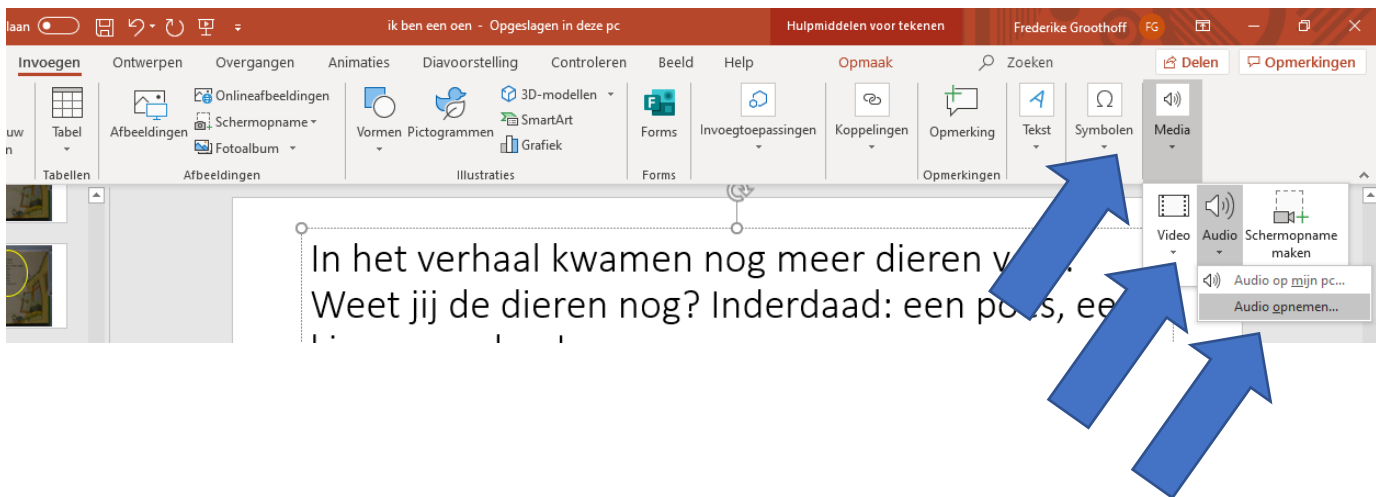 laan
ik ben een oen - Opgeslagen in deze pc
Hulpmiddelen voor tekenen
Frederike Groothoff
FG
Invoegen Ontwerpen Overgangen Animaties Diavoorstelling Controleren Beeld Help Opmaak Zoeken Delen Opmerkingen
uw
n
Tabel
Afbeeldingen
Onlineafbeeldingen
Schermopname
Fotoalbum
Vormen
Pictogrammen
3D-modellen
SmartArt
Grafiek
Forms
Invoegtoepassingen
Koppelingen
Opmerking
Tekst
Symbolen
Media
Tabellen Afbeeldingen Illustraties Forms Opmerkingen
Video
Audio
Schermopname
maken
Audio op mijn pc...
Audio opnemen...
In het verhaal kwamen nog meer dieren
Weet jij de dieren nog? Inderdaad: een